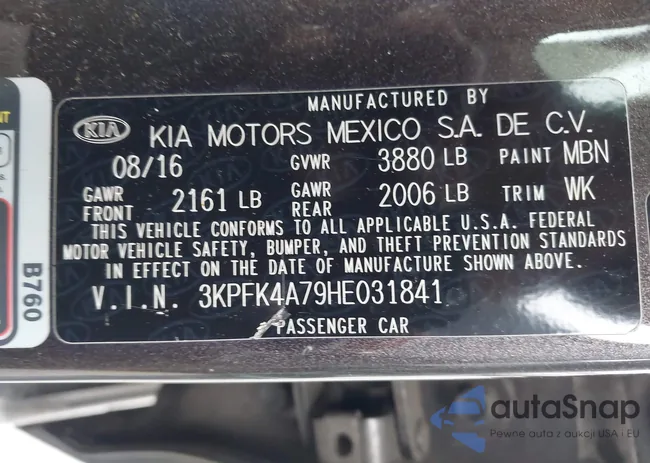 MANUFACTURED BY
KIA KIA MOTORS MEXICO S.A. DE C.V.
08/16 GVWR 3880 LB PAINT MBN
GAWR FRONT 2161 LB GAWR REAR 2006 LB TRIM WK
THIS VEHICLE CONFORMS TO ALL APPLICABLE U.S.A. FEDERAL
MOTOR VEHICLE SAFETY, BUMPER, AND THEFT PREVENTION STANDARDS
IN EFFECT ON THE DATE OF MANUFACTURE SHOWN ABOVE.
V.I.N. 3KPFK4A79HE031841
PASSENGER CAR
B760
autaSnap
Pewne auta z aukcji USA i EU